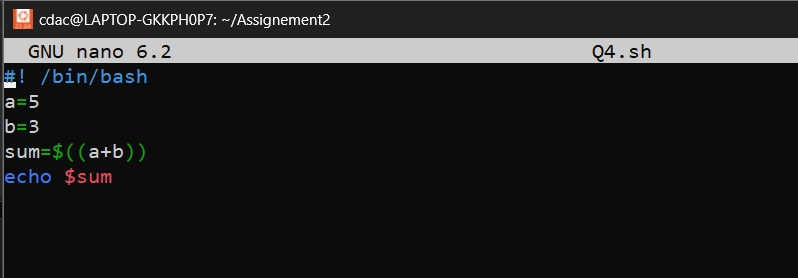 cdac@LAPTOP-GKKPH0P7: ~/Assignement2
GNU nano 6.2 Q4.sh
#! /bin/bash
a=5
b=3
sum=$((a+b))
echo $sum